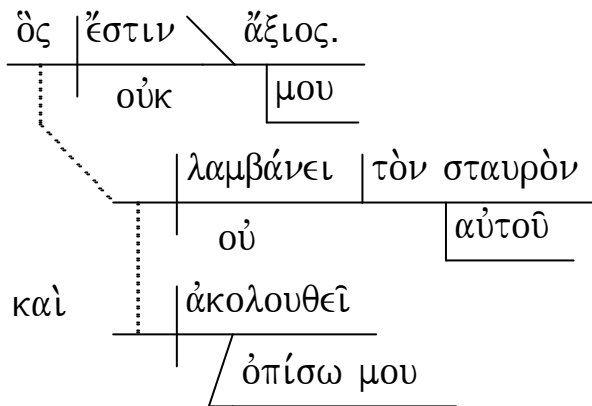 ὃς ἔστιν ἄξιος.
οὐκ μου
λαμβάνει τὸν σταυρὸν
οὐ αὐτοῦ
καὶ ἀκολουθεῖ
ὀπίσω μου